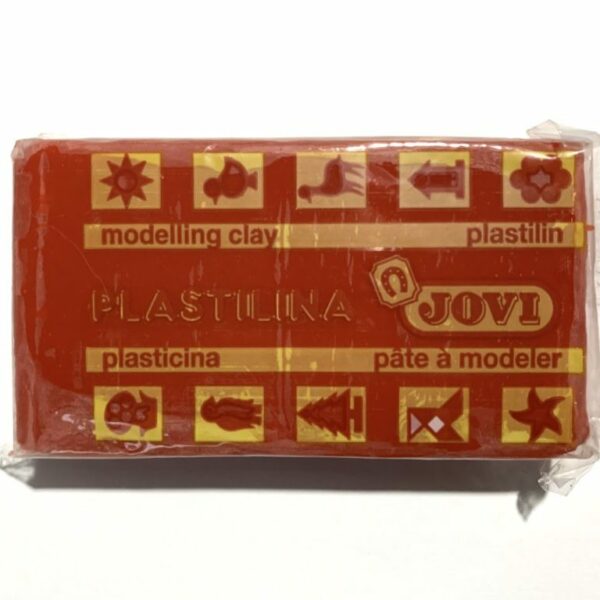 modelling clay plastilin
PLASTILINA JOVI
plasticina pâte à modeler